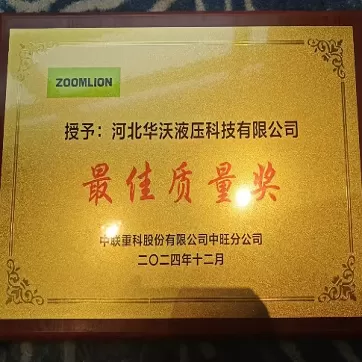 ZOOMLION
授予：河北华沃液压科技有限公司
最佳质量奖
中联重科股份有限公司中旺分公司
二〇二四年十二月